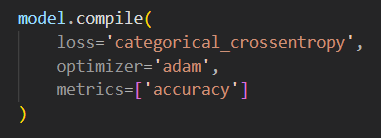 model.compile(
    loss='categorical_crossentropy',
    optimizer='adam',
    metrics=['accuracy']
)